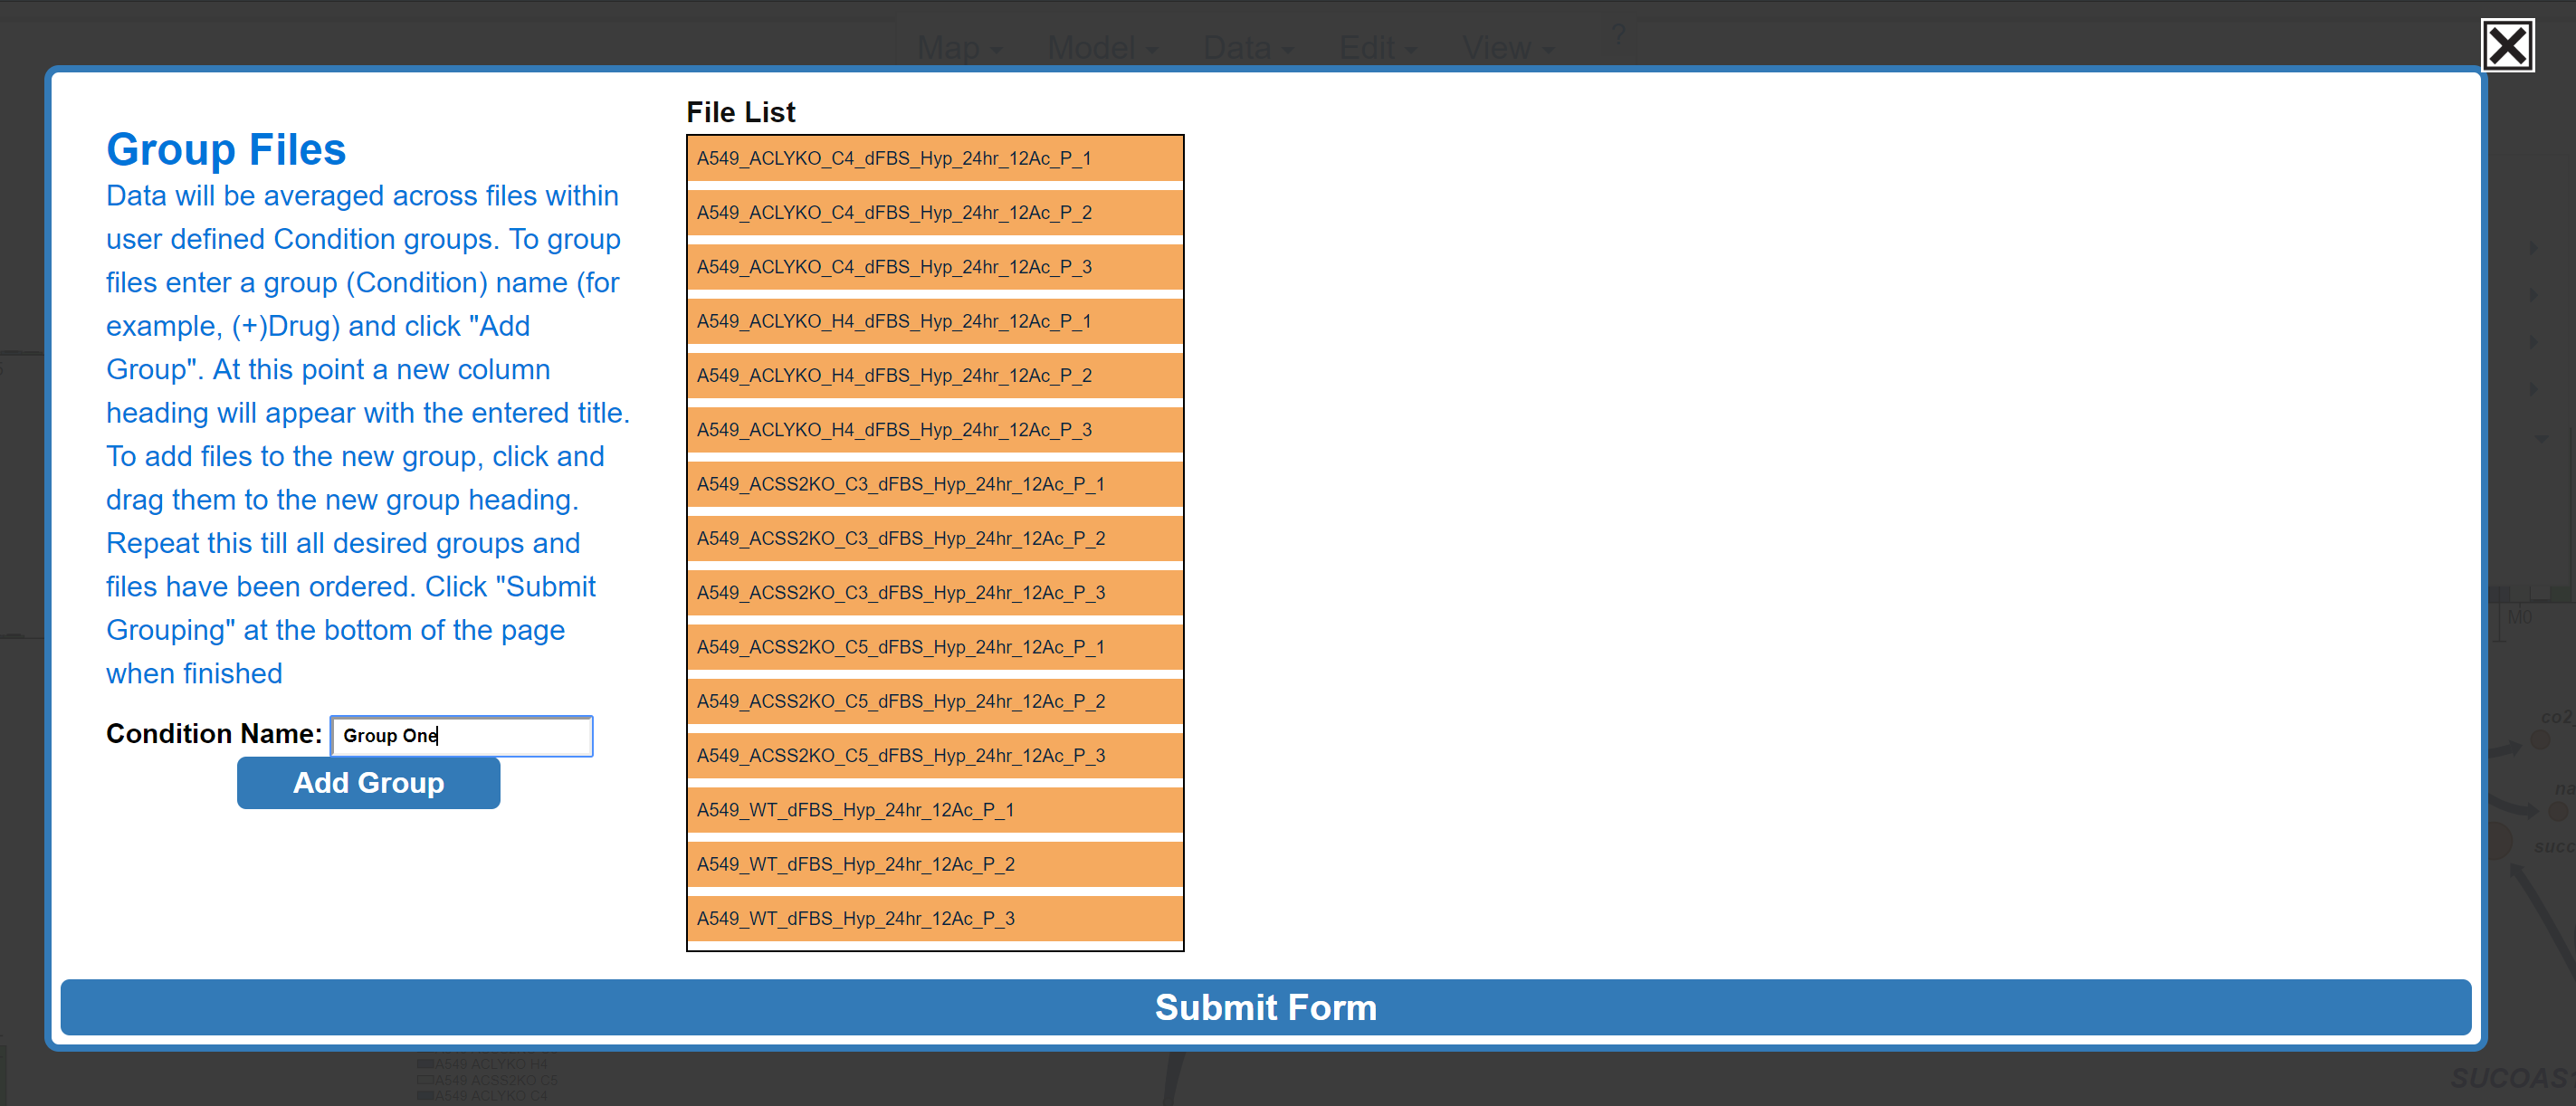 Map Model Data Edit View ?
Group Files
Data will be averaged across files within
user defined Condition groups. To group
files enter a group (Condition) name (for
example, (+)Drug) and click "Add
Group". At this point a new column
heading will appear with the entered title.
To add files to the new group, click and
drag them to the new group heading.
Repeat this till all desired groups and
files have been ordered. Click "Submit
Grouping" at the bottom of the page
when finished
Condition Name: Group One
Add Group
File List
A549_ACLYKO_C4_dFBS_Hyp_24hr_12Ac_P_1
A549_ACLYKO_C4_dFBS_Hyp_24hr_12Ac_P_2
A549_ACLYKO_C4_dFBS_Hyp_24hr_12Ac_P_3
A549_ACLYKO_H4_dFBS_Hyp_24hr_12Ac_P_1
A549_ACLYKO_H4_dFBS_Hyp_24hr_12Ac_P_2
A549_ACLYKO_H4_dFBS_Hyp_24hr_12Ac_P_3
A549_ACSS2KO_C3_dFBS_Hyp_24hr_12Ac_P_1
A549_ACSS2KO_C3_dFBS_Hyp_24hr_12Ac_P_2
A549_ACSS2KO_C3_dFBS_Hyp_24hr_12Ac_P_3
A549_ACSS2KO_C5_dFBS_Hyp_24hr_12Ac_P_1
A549_ACSS2KO_C5_dFBS_Hyp_24hr_12Ac_P_2
A549_ACSS2KO_C5_dFBS_Hyp_24hr_12Ac_P_3
A549_WT_dFBS_Hyp_24hr_12Ac_P_1
A549_WT_dFBS_Hyp_24hr_12Ac_P_2
A549_WT_dFBS_Hyp_24hr_12Ac_P_3
Submit Form
M0
co2
na
succ
A549 ACLYKO H4
A549 ACSS2KO C5
A549 ACLYKO C4